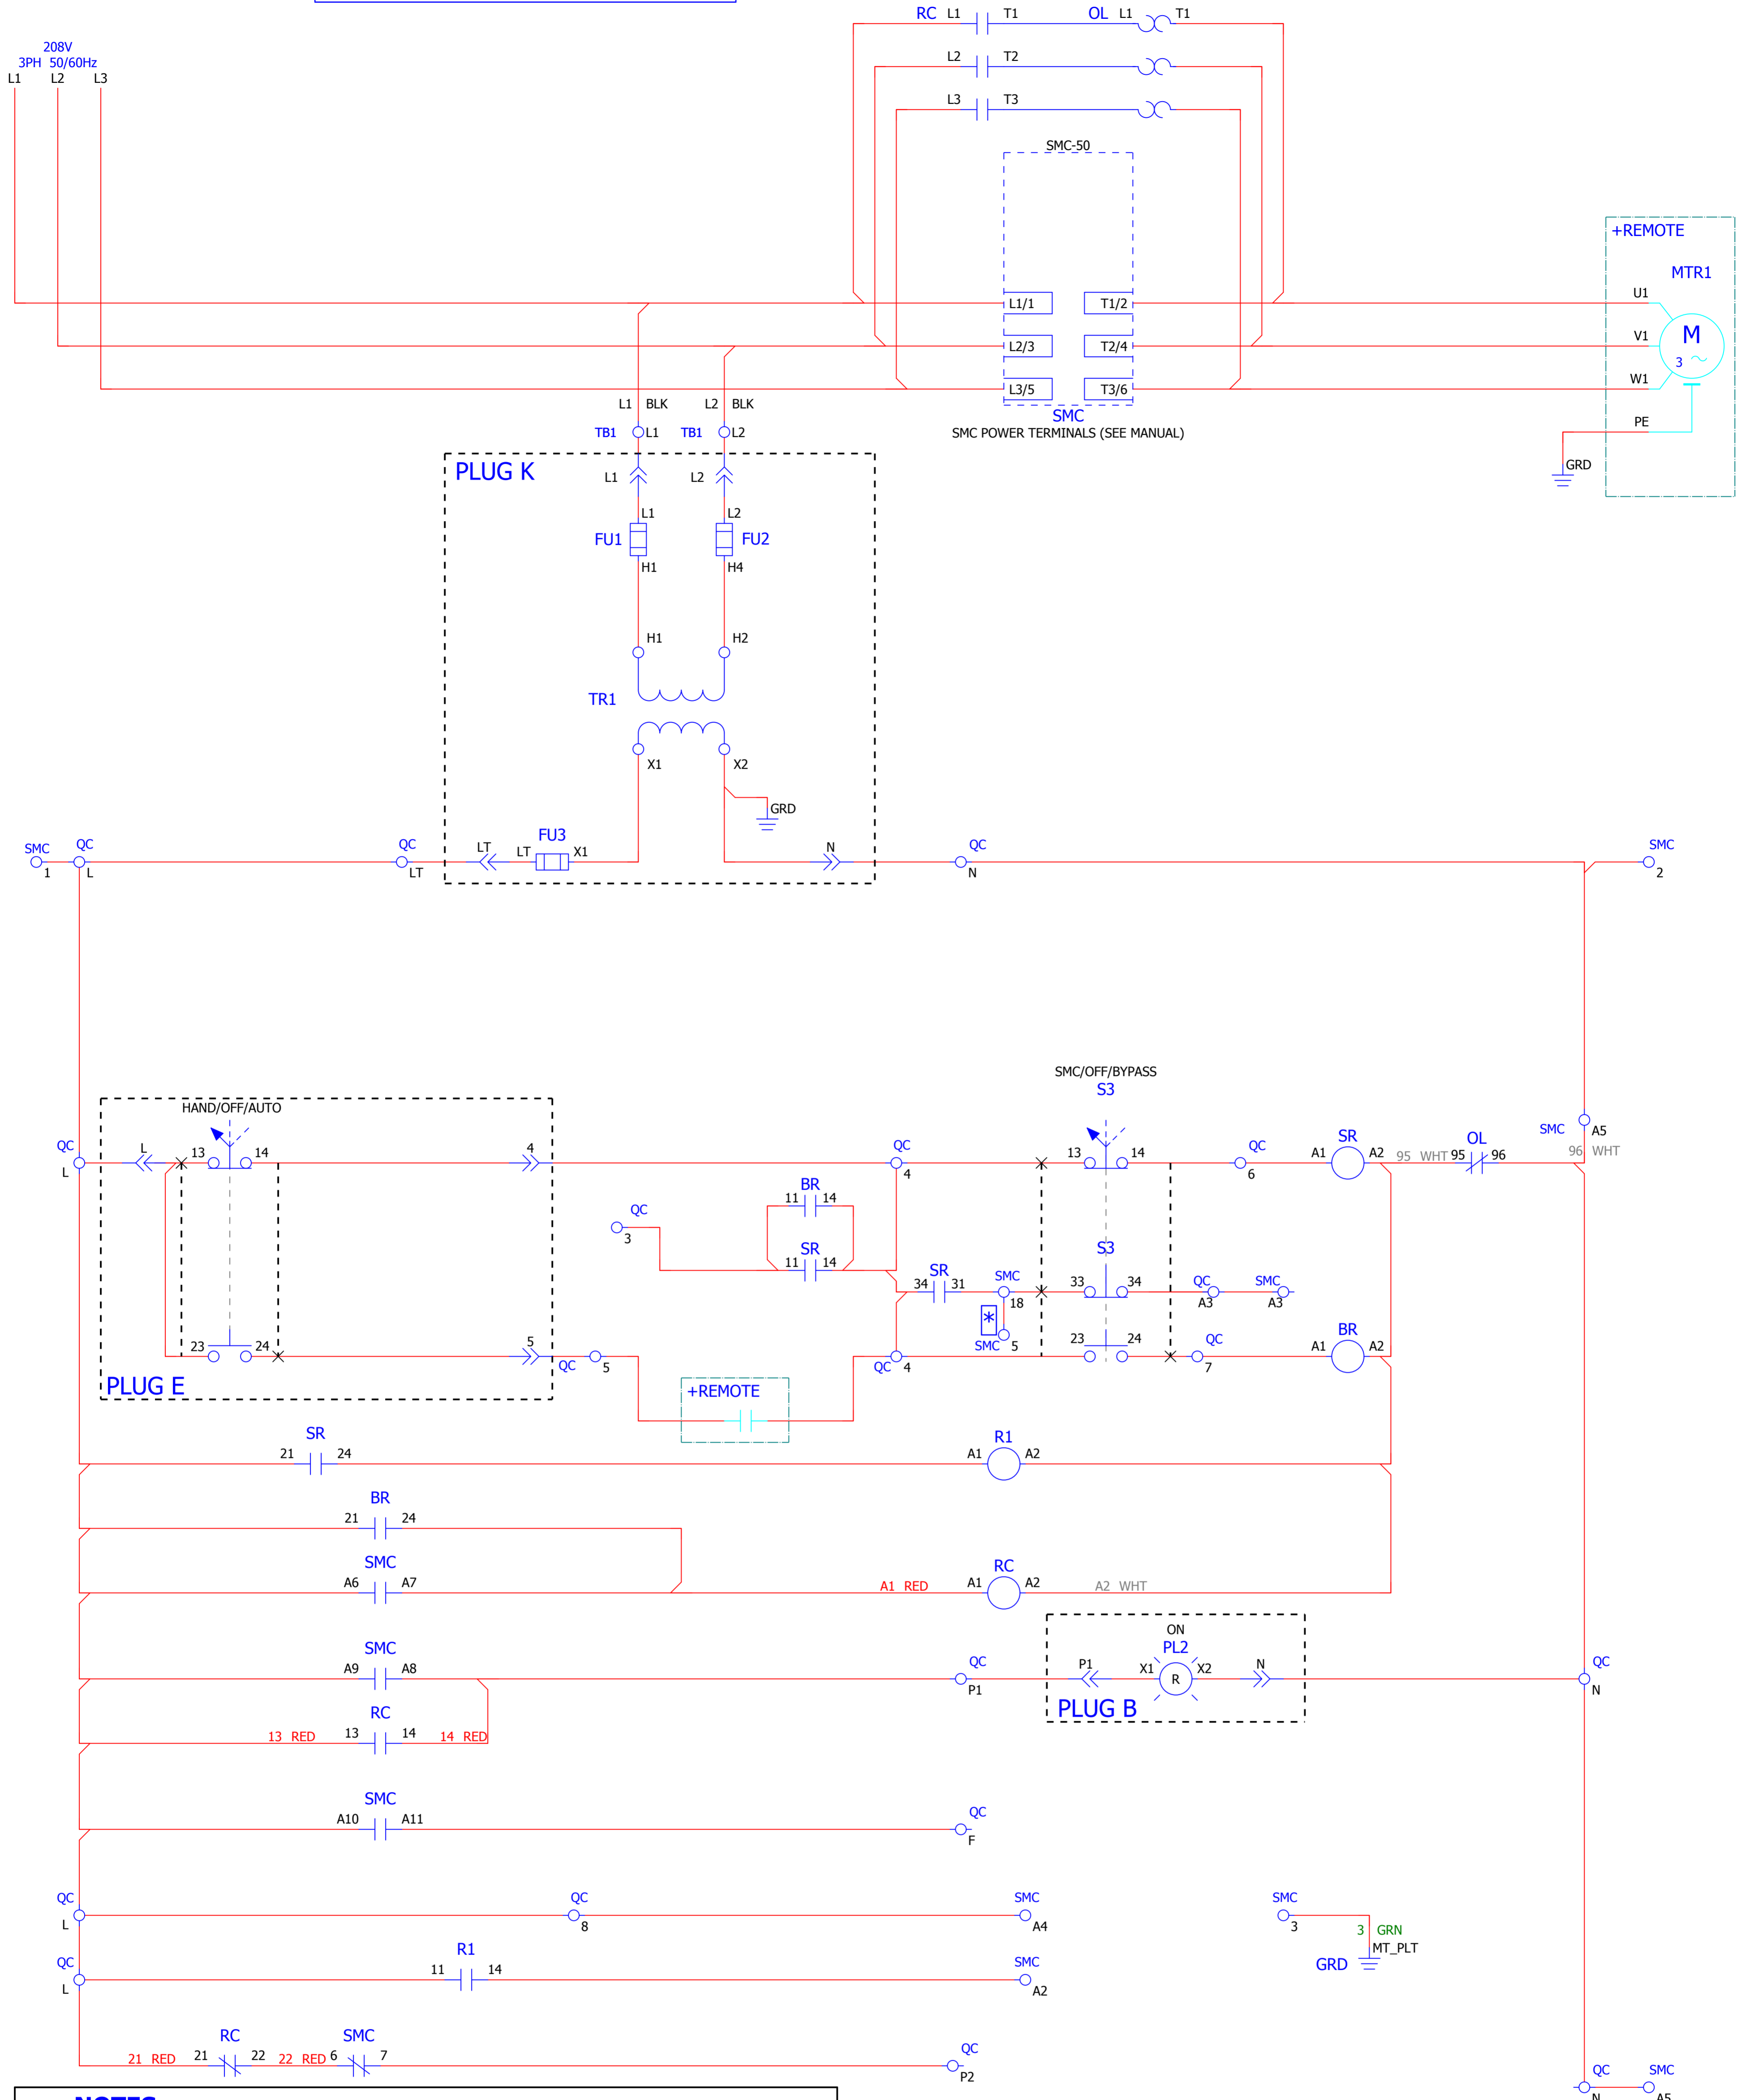 RC L1 T1 OL L1 T1
208V
3PH 50/60Hz
L1 L2 L3
L2 T2
L3 T3
SMC-50
+REMOTE
MTR1
L1/1 T1/2 U1
L2/3 T2/4 V1
M
3
L3/5 T3/6 W1
L1 BLK L2 BLK
SMC
PE
TB1 L1 TB1 L2
SMC POWER TERMINALS (SEE MANUAL)
GRD
PLUG K
L1 L2
L1 L2
FU1 FU2
H1 H4
H1 H2
TR1
X1 X2
GRD
SMC QC QC FU3 QC SMC
LT LT X1 N
1 L LT N 2
SMC/OFF/BYPASS
S3
HAND/OFF/AUTO
SMC A5
QC L 13 14 4 QC 13 14 QC SR OL
A1 A2 95 WHT 95 96 96 WHT
L 4 6
BR
11 14
QC
3
SR
11 14
S3
SR
34 31 SMC 33 34 QC SMC
18 A3 A3
*
SMC 5
23 24 5 QC 5 QC 4 23 24 QC BR
A1 A2
7
PLUG E
+REMOTE
SR
21 24
R1
A1 A2
BR
21 24
SMC
A6 A7
RC
A1 RED A1 A2 A2 WHT
SMC
A9 A8
QC
P1
ON
PL2
P1 X1 R X2 N
PLUG B
QC
N
RC
13 RED 13 14 14 RED
SMC
A10 A11
QC
F
QC QC SMC SMC
L 8 A4 3
3 GRN
MT_PLT
GRD
QC R1 SMC
11 14
L A2
RC SMC
21 RED 21 22 22 RED 6 7
QC
P2
QC SMC
N A5
NOTES